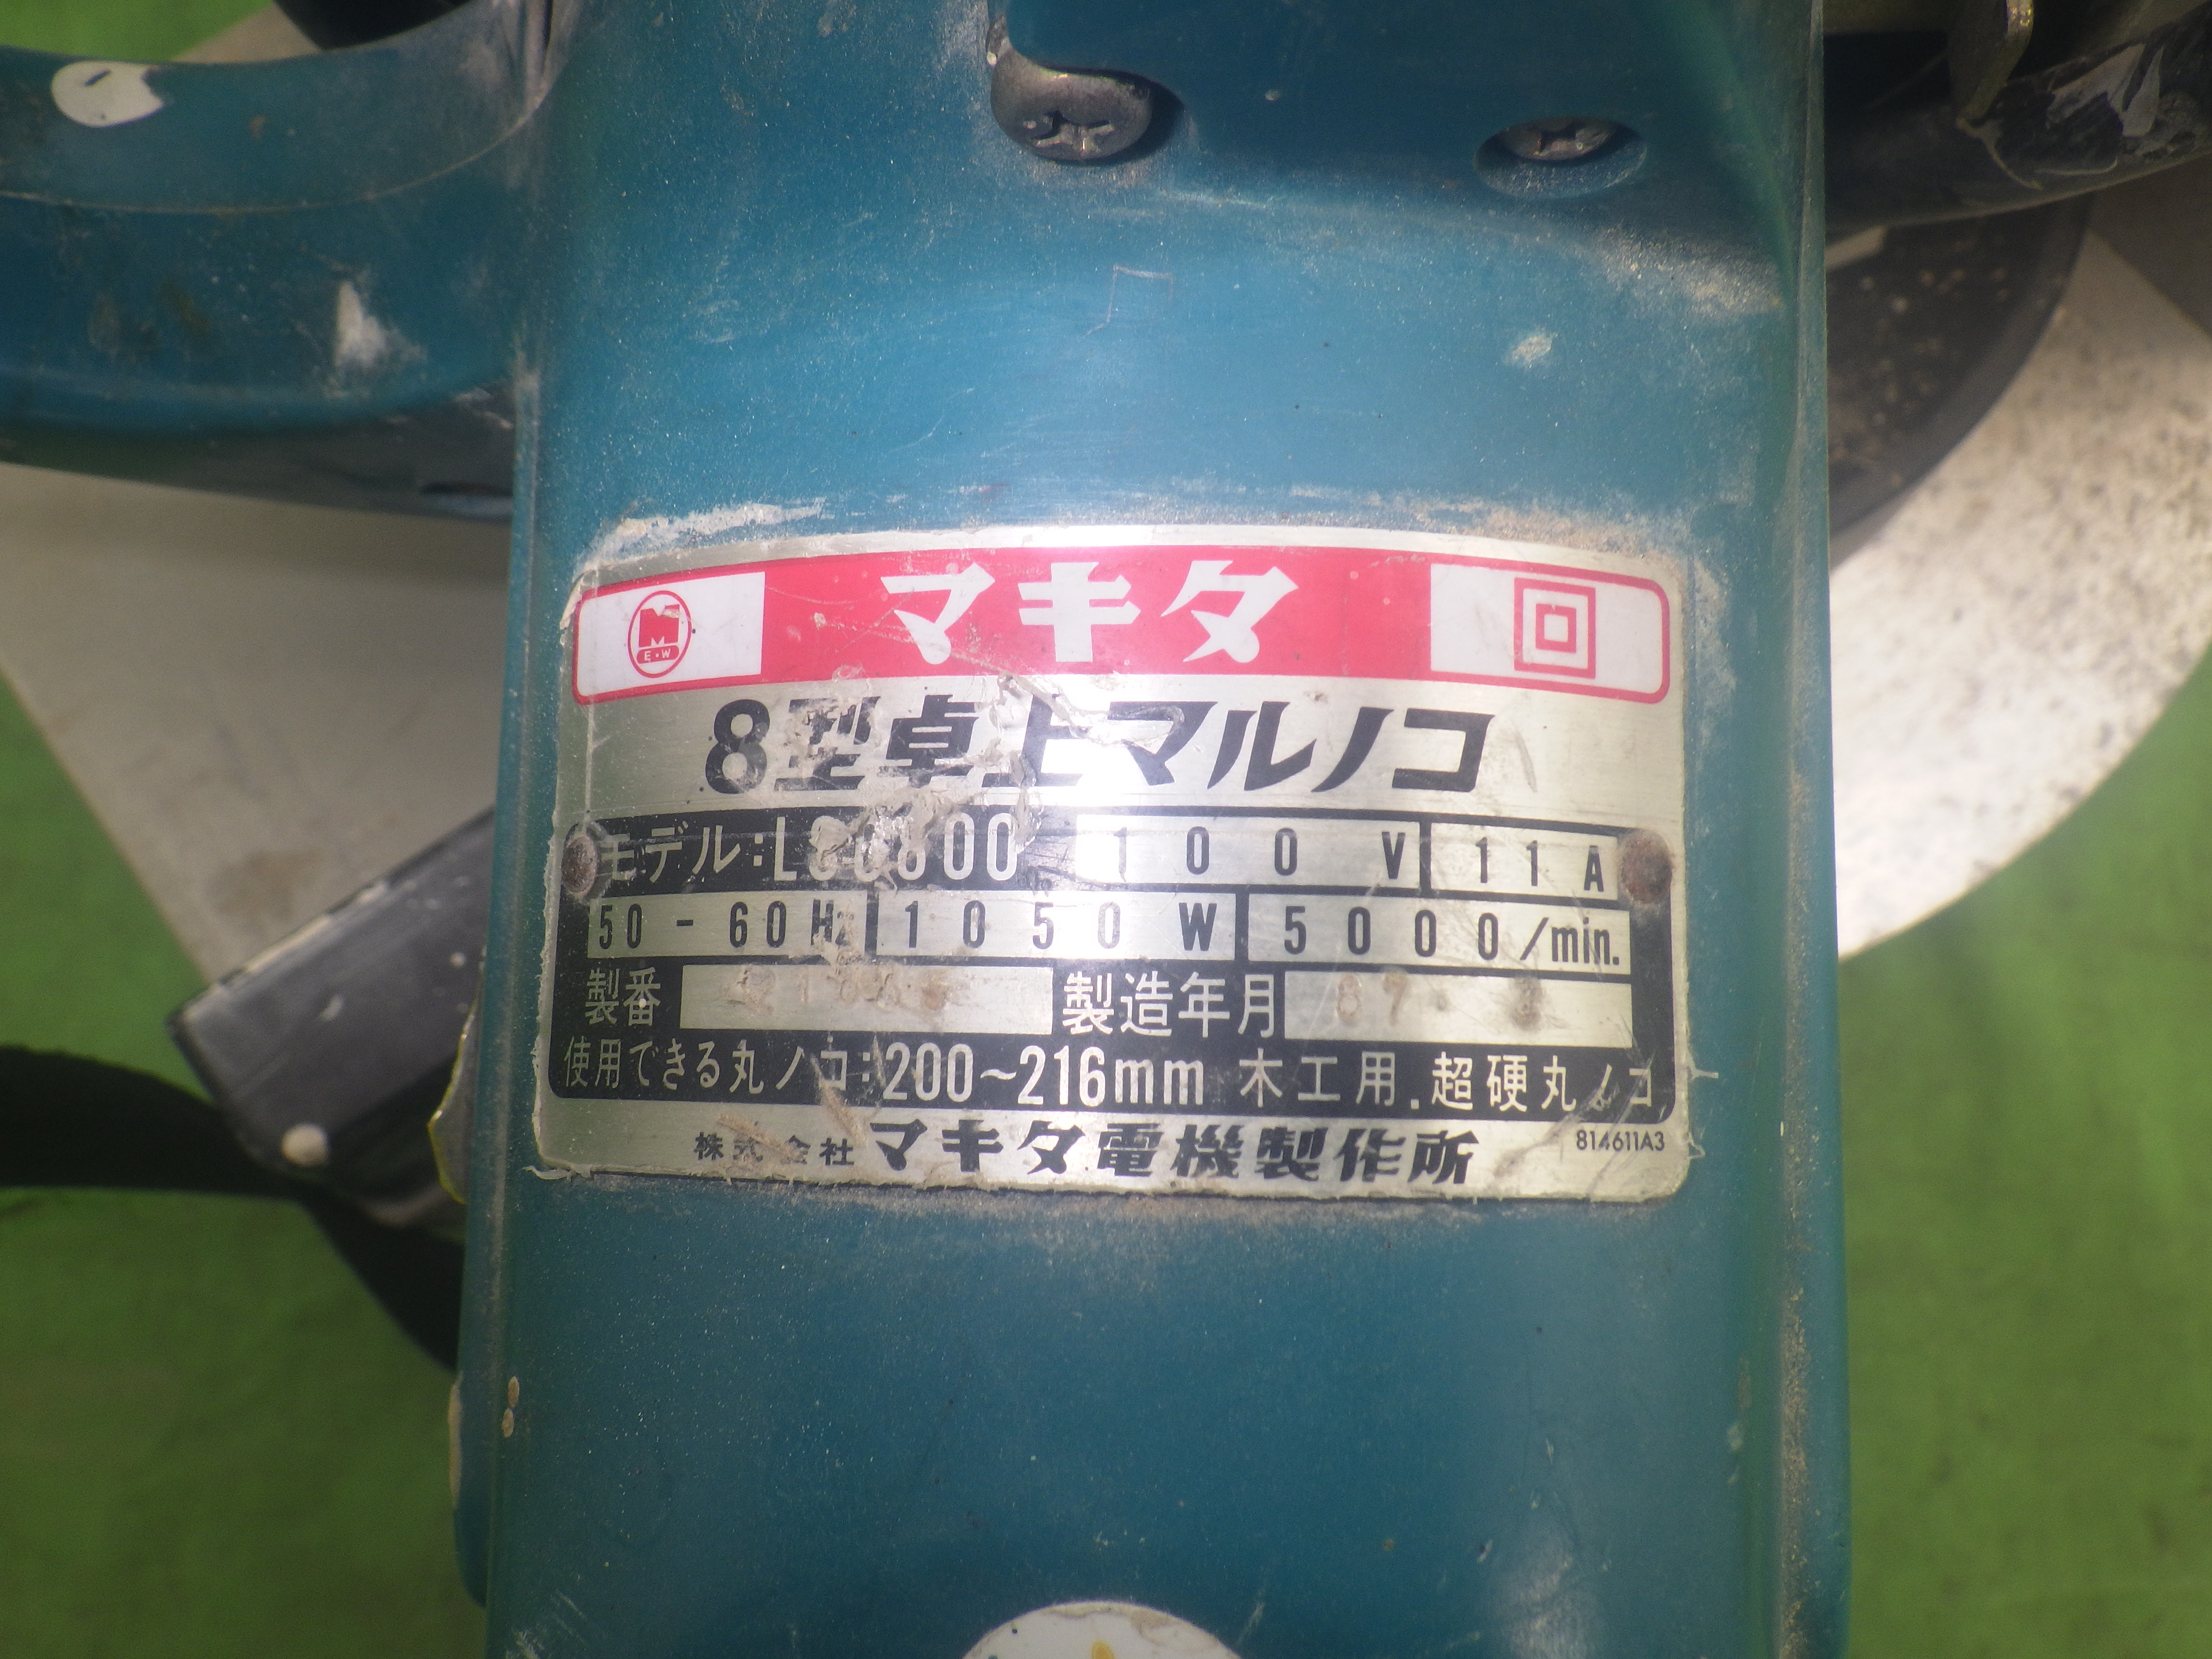 M
E・W
マキタ
8型卓上マルノコ
モデル: 100V 11A
50-60Hz 1050W 5000/min.
製番 製造年月
使用できる丸ノコ:200~216mm 木工用.超硬丸ノコ
株式会社 マキタ電機製作所 814611A3